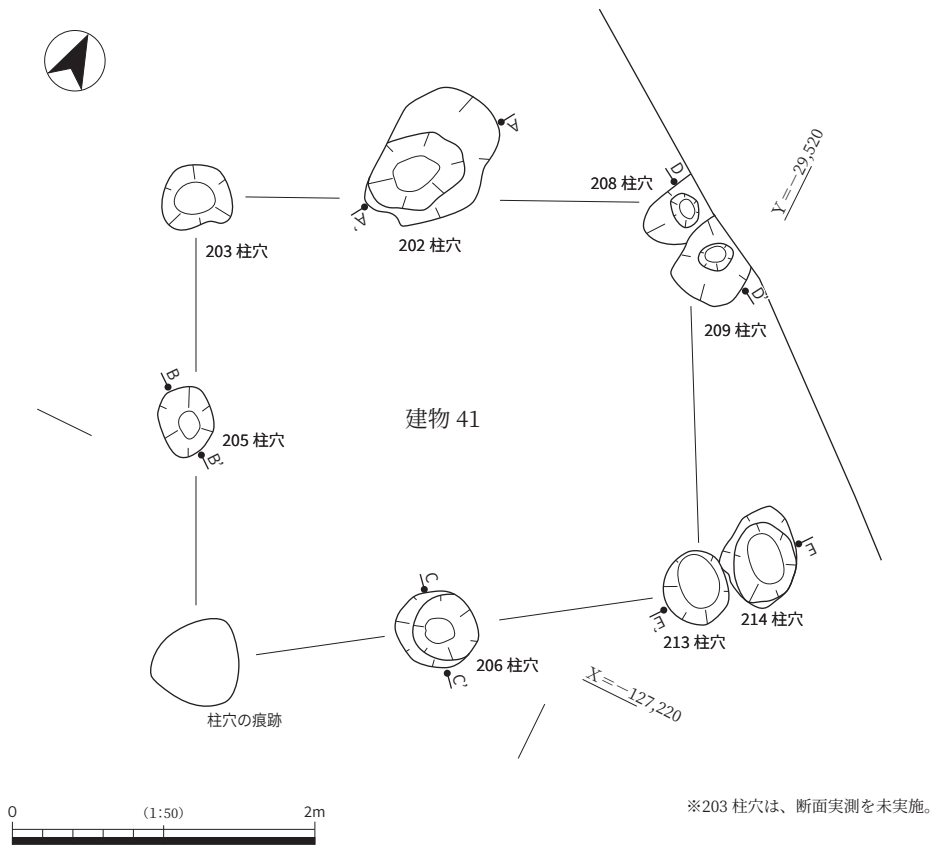 A
A'
D
208 柱穴
Y＝－29,520
203 柱穴
202 柱穴
D'
209 柱穴
B
建物 41
205 柱穴
B'
E
C
E'
214 柱穴
213 柱穴
206 柱穴
C'
X＝－127,220
柱穴の痕跡
0 （1:50） 2m
※203 柱穴は、断面実測を未実施。